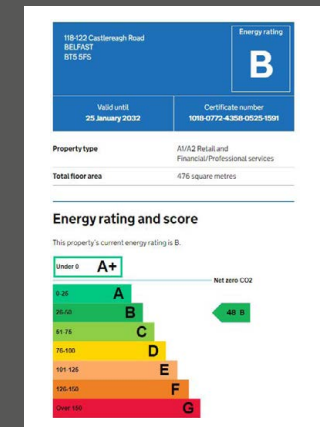 118-122 Castlereagh Road
BELFAST
BT5 5FS
Energy rating
B
Valid until
25 January 2032
Certificate number
1018-0772-4358-0525-1591
Property type
A1/A2 Retail and
Financial/Professional services
Total floor area
476 square metres
Energy rating and score
This property's current energy rating is B.
Under 0 A+
Net zero CO2
0-25 A
26-50 B
48 B
51-75 C
76-100 D
101-125 E
126-150 F
Over 150 G